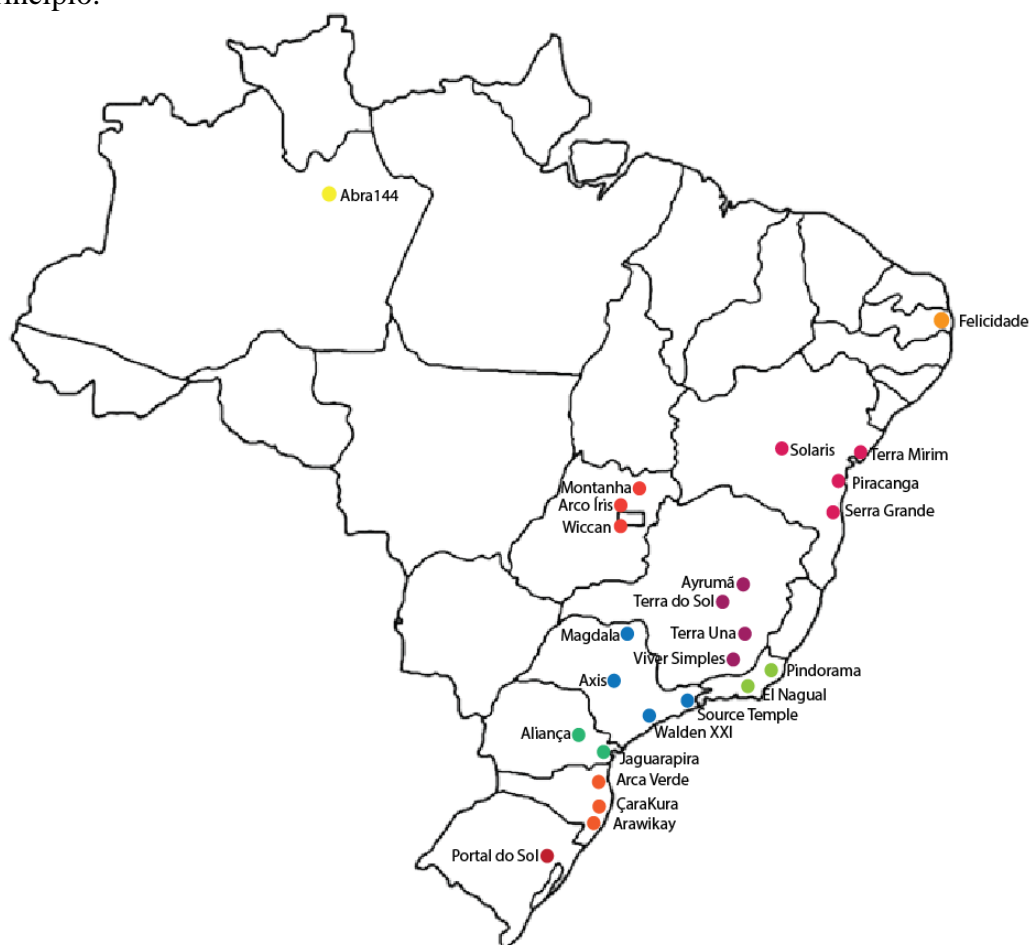 Abra144
Felicidade
Solaris
Terra Mirim
Piracanga
Montanha
Arco Íris
Serra Grande
Wiccan
Ayrumã
Terra do Sol
Magdala
Terra Una
Viver Simples
Pindorama
Axis
El Nagual
Source Temple
Walden XXI
Aliança
Jaguarapira
Arca Verde
ÇaraKura
Arawikay
Portal do Sol